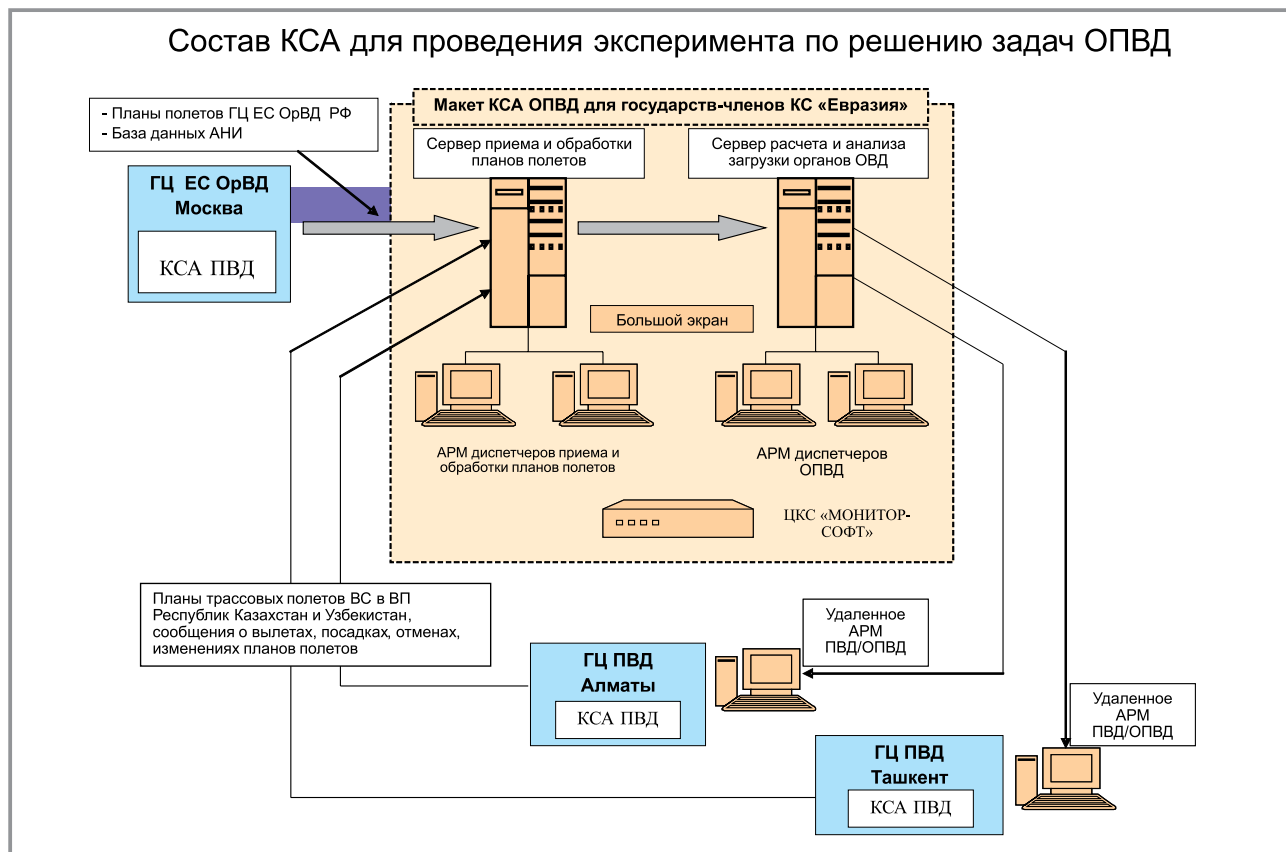 Состав КСА для проведения эксперимента по решению задач ОПВД
- Планы полетов ГЦ ЕС ОрВД РФ
- База данных АНИ
Макет КСА ОПВД для государств-членов КС «Евразия»
Сервер приема и обработки
планов полетов
Сервер расчета и анализа
загрузки органов ОВД
ГЦ ЕС ОрВД
Москва
КСА ПВД
Большой экран
АРМ диспетчеров приема и
обработки планов полетов
АРМ диспетчеров
ОПВД
ЦКС «МОНИТОР-
СОФТ»
Планы трассовых полетов ВС в ВП
Республик Казахстан и Узбекистан,
сообщения о вылетах, посадках, отменах,
изменениях планов полетов
ГЦ ПВД
Алматы
КСА ПВД
Удаленное
АРМ
ПВД/ОПВД
ГЦ ПВД
Ташкент
КСА ПВД
Удаленное
АРМ
ПВД/ОПВД